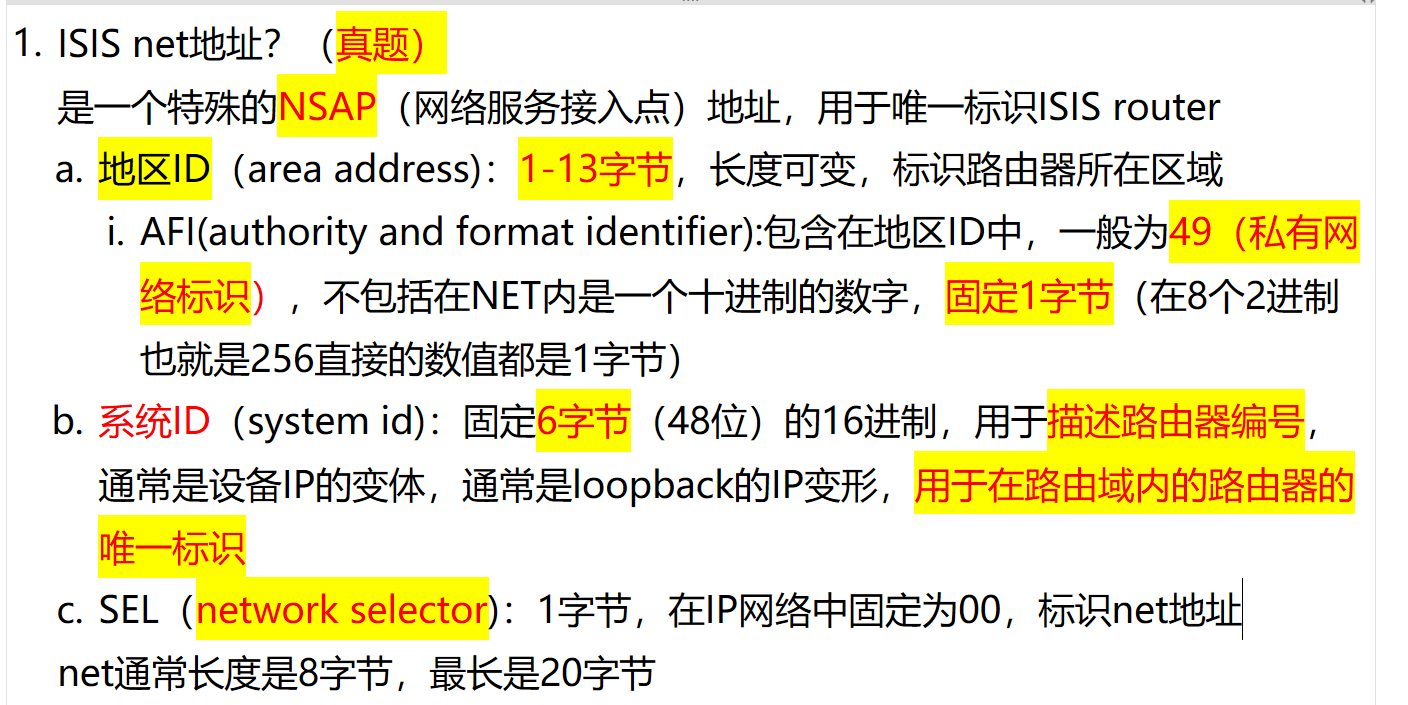 1. ISIS net地址？（真题）
是一个特殊的NSAP（网络服务接入点）地址，用于唯一标识ISIS router
a. 地区ID（area address)：1-13字节，长度可变，标识路由器所在区域
i. AFI(authority and format identifier):包含在地区ID中，一般为49（私有网
络标识），不包括在NET内是一个十进制的数字，固定1字节（在8个2进制
也就是256直接的数值都是1字节）
b. 系统ID（system id)：固定6字节（48位）的16进制，用于描述路由器编号，
通常是设备IP的变体，通常是loopback的IP变形，用于在路由域内的路由器的
唯一标识
c. SEL（network selector)：1字节，在IP网络中固定为00，标识net地址
net通常长度是8字节，最长是20字节